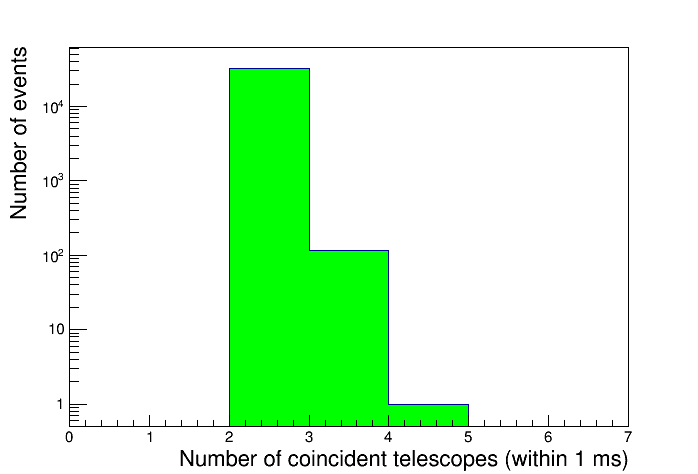 Number of events
10⁴
10³
10²
10
1
0 1 2 3 4 5 6 7
Number of coincident telescopes (within 1 ms)